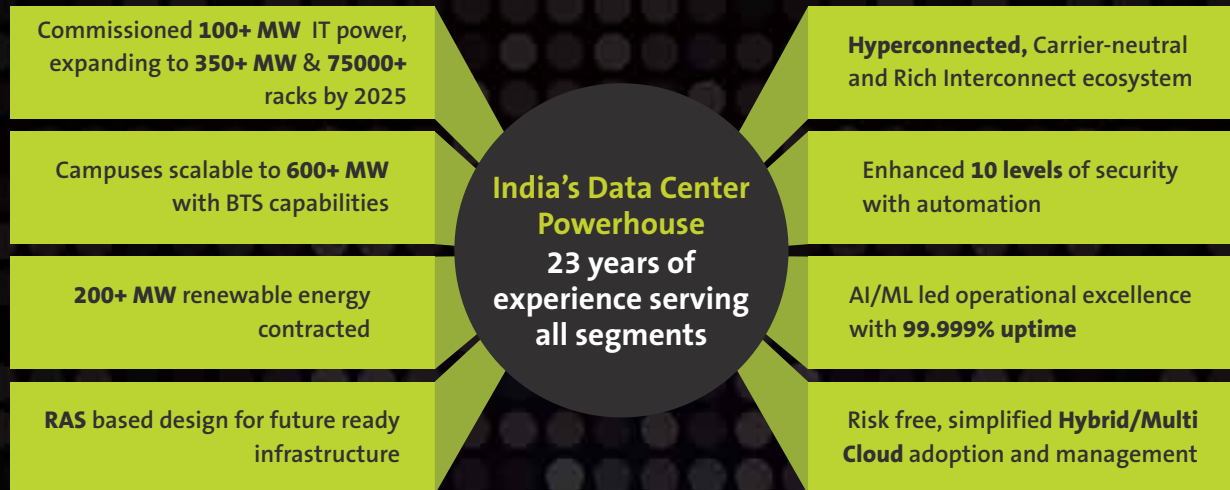 Commissioned 100+ MW IT power,
expanding to 350+ MW & 75000+
racks by 2025
Campuses scalable to 600+ MW
with BTS capabilities
200+ MW renewable energy
contracted
RAS based design for future ready
infrastructure
India’s Data Center
Powerhouse
23 years of
experience serving
all segments
Hyperconnected, Carrier-neutral
and Rich Interconnect ecosystem
Enhanced 10 levels of security
with automation
AI/ML led operational excellence
with 99.999% uptime
Risk free, simplified Hybrid/Multi
Cloud adoption and management